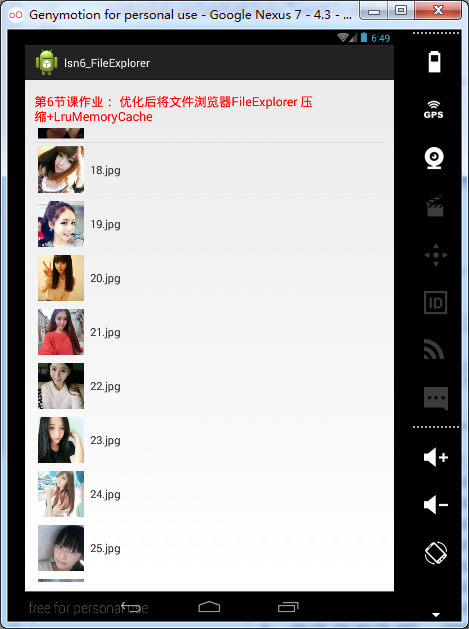 Genymotion for personal use - Google Nexus 7 - 4.3 - ...
6:49
lsn6_FileExplorer
第6节课作业： 优化后将文件浏览器FileExplorer 压
缩+LruMemoryCache
18.jpg
19.jpg
20.jpg
21.jpg
22.jpg
23.jpg
24.jpg
25.jpg
free for personal use
GPS
ID